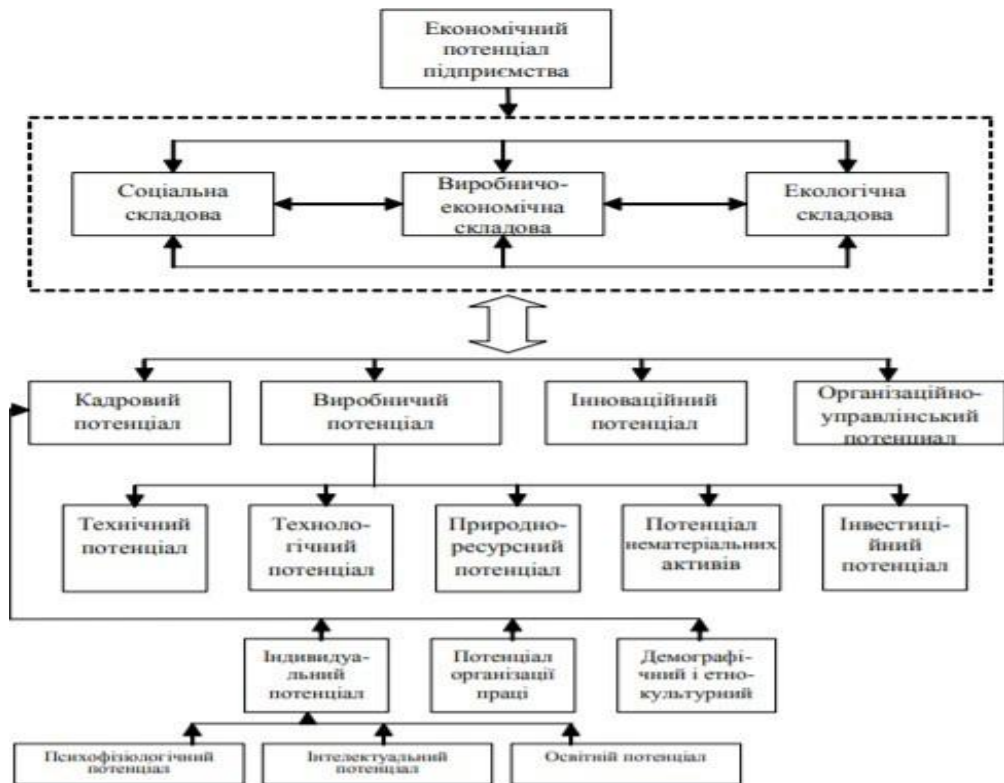 Економічний
потенціал
підприємства
Соціальна
складова
Виробничо-
економічна
складова
Екологічна
складова
Кадровий
потенціал
Виробничий
потенціал
Інноваційний
потенціал
Організаційно-
управлінський
потенциал
Технічний
потенціал
Техноло-
гічний
потенціал
Природно-
ресурсний
потенціал
Потенціал
нематеріальних
активів
Інвестиці-
йний
потенціал
Індивидуа-
льний
потенціал
Потенціал
організації
праці
Демографі-
чний і етно-
культурний
Психофізіологічний
потенціал
Інтелектуальний
потенціал
Освітній потенціал